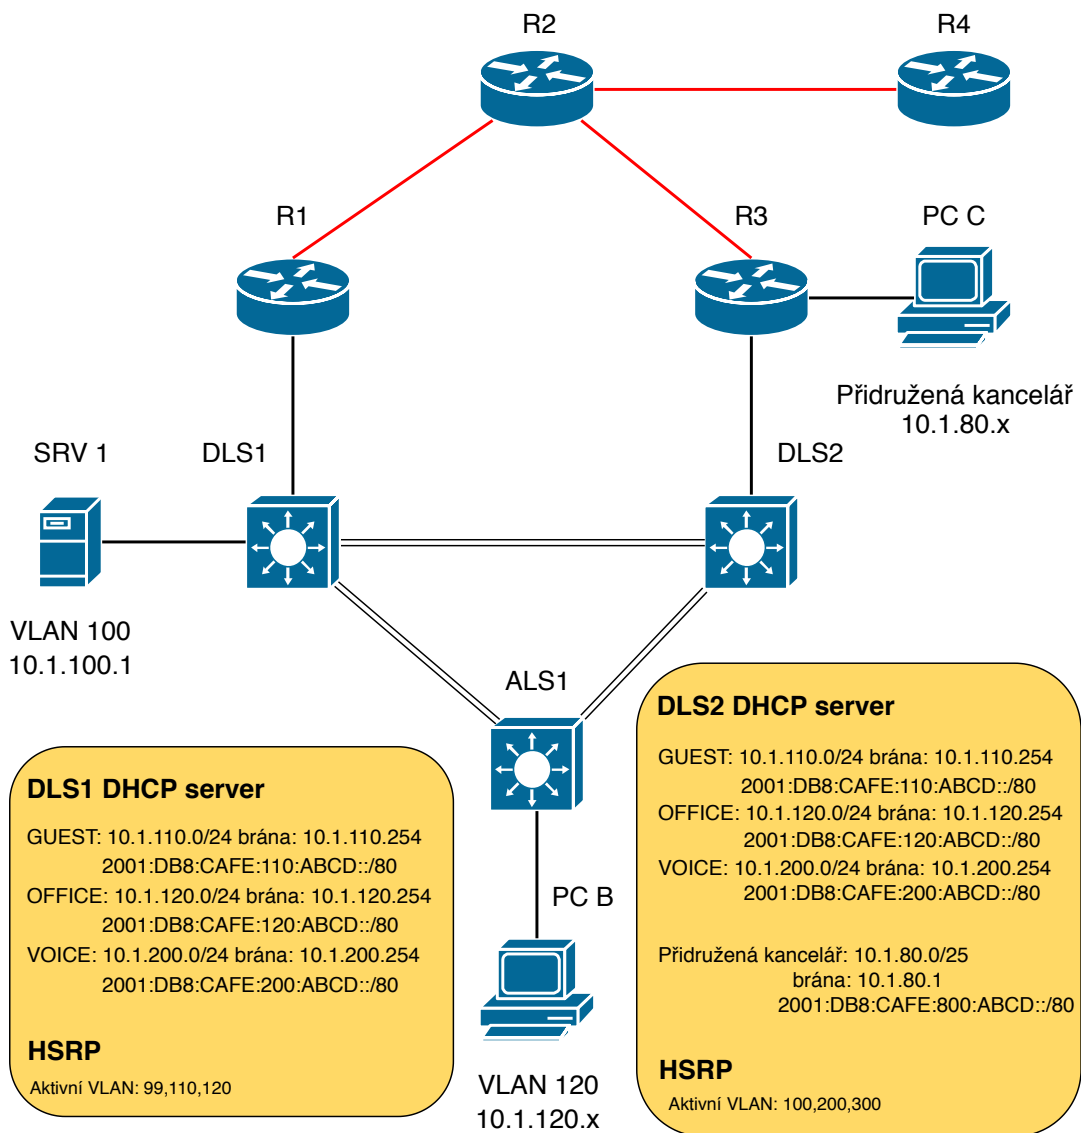 R2
R4
R1
R3
PC C
Přidružená kancelář
10.1.80.x
SRV 1
DLS1
DLS2
VLAN 100
10.1.100.1
ALS1
DLS1 DHCP server
GUEST: 10.1.110.0/24 brána: 10.1.110.254
2001:DB8:CAFE:110:ABCD::/80
OFFICE: 10.1.120.0/24 brána: 10.1.120.254
2001:DB8:CAFE:120:ABCD::/80
VOICE: 10.1.200.0/24 brána: 10.1.200.254
2001:DB8:CAFE:200:ABCD::/80
HSRP
Aktivní VLAN: 99,110,120
PC B
VLAN 120
10.1.120.x
DLS2 DHCP server
GUEST: 10.1.110.0/24 brána: 10.1.110.254
2001:DB8:CAFE:110:ABCD::/80
OFFICE: 10.1.120.0/24 brána: 10.1.120.254
2001:DB8:CAFE:120:ABCD::/80
VOICE: 10.1.200.0/24 brána: 10.1.200.254
2001:DB8:CAFE:200:ABCD::/80
Přidružená kancelář: 10.1.80.0/25
brána: 10.1.80.1
2001:DB8:CAFE:800:ABCD::/80
HSRP
Aktivní VLAN: 100,200,300